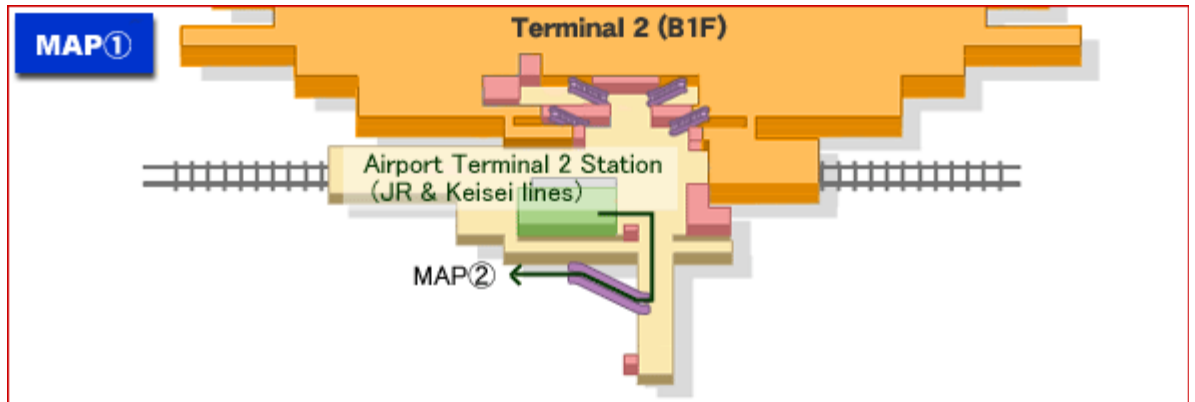 MAP①
Terminal 2 (B1F)
Airport Terminal 2 Station
(JR & Keisei lines)
MAP②